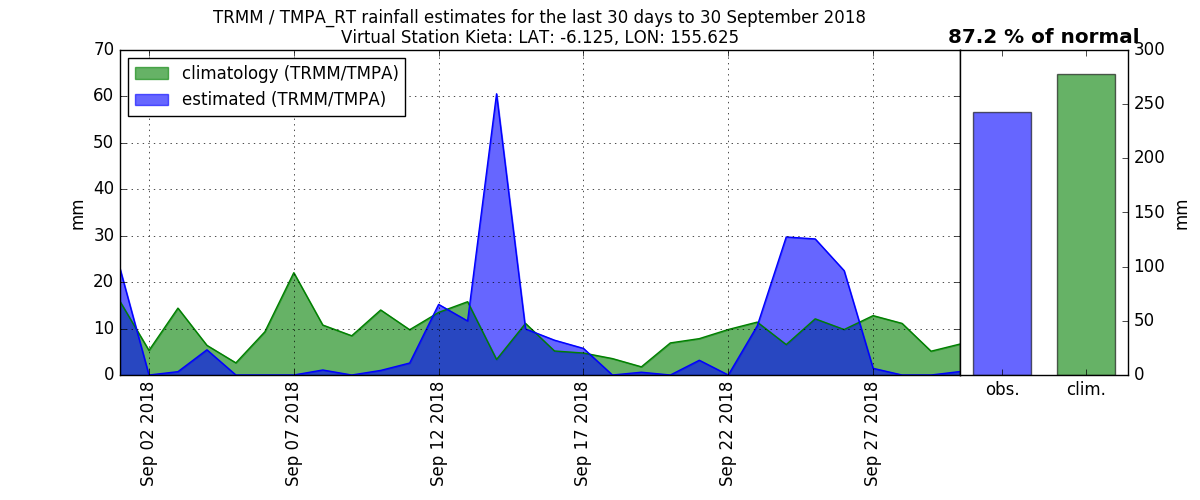 TRMM / TMPA_RT rainfall estimates for the last 30 days to 30 September 2018
Virtual Station Kieta: LAT: -6.125, LON: 155.625
87.2 % of normal
climatology (TRMM/TMPA)
estimated (TRMM/TMPA)
70
60
50
40
30
20
10
0
mm
Sep 02 2018
Sep 07 2018
Sep 12 2018
Sep 17 2018
Sep 22 2018
Sep 27 2018
300
250
200
150
100
50
0
mm
obs.
clim.